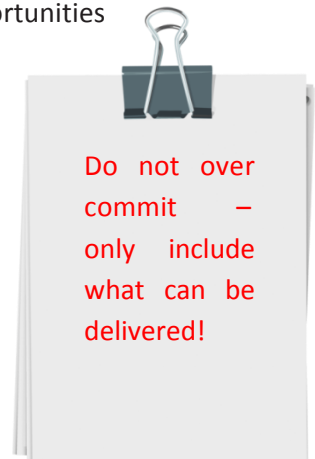 ortunities
Do not over
commit –
only include
what can be
delivered!